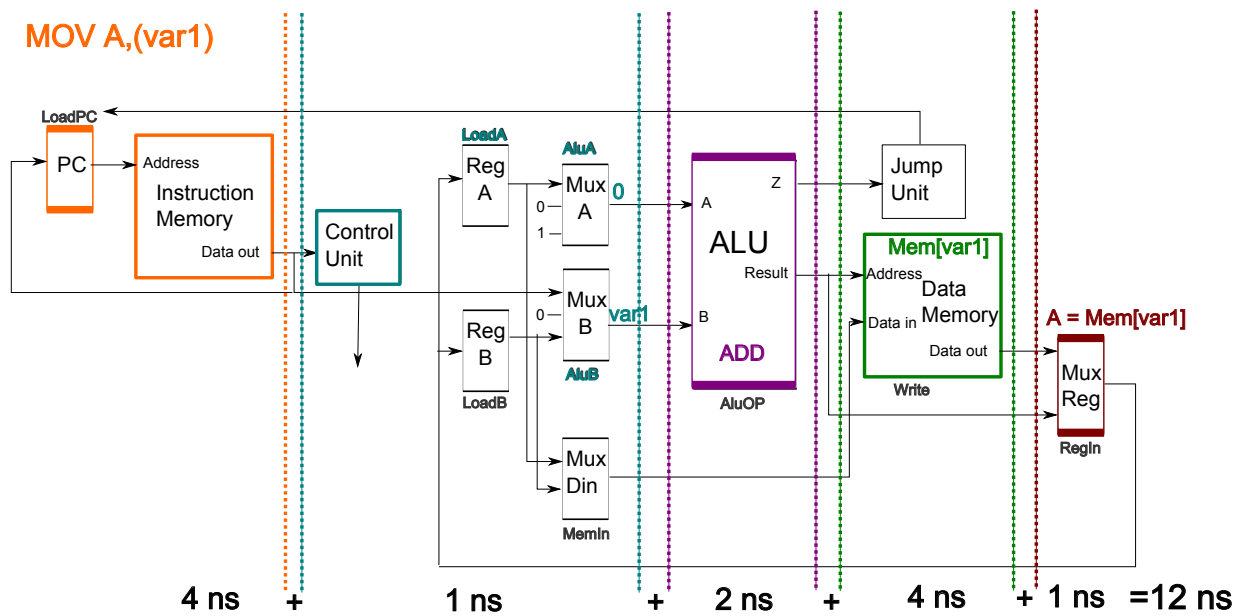 MOV A,(var1)
LoadPC
PC
Address
Instruction
Memory
Data out
Control
Unit
LoadA
Reg
A
AluA
Mux
A
0
1
0
Mux
B
0
var1
AluB
Reg
B
LoadB
Mux
Din
MemIn
A
Z
ALU
Result
B
ADD
AluOP
Jump
Unit
Mem[var1]
Address
Data
Memory
Data in
Data out
Write
A = Mem[var1]
Mux
Reg
RegIn
4 ns + 1 ns + 2 ns + 4 ns + 1 ns =12 ns